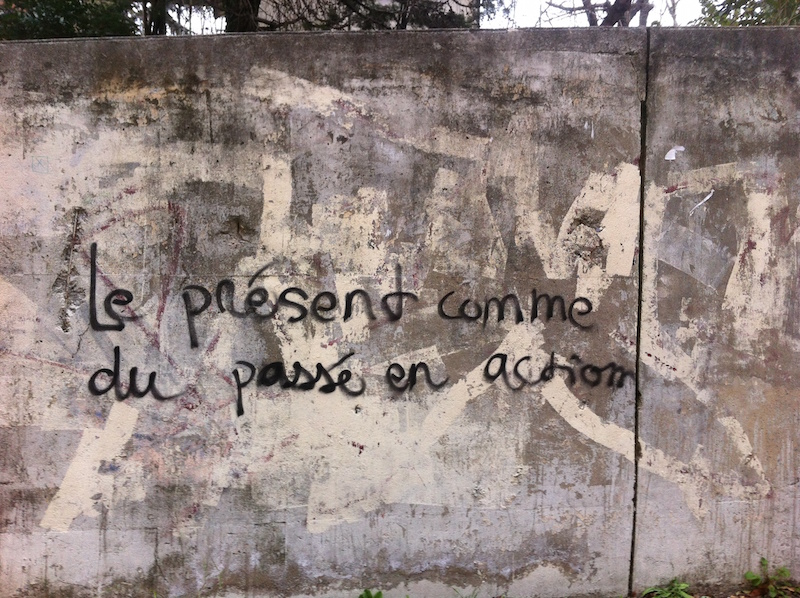 Le présent comme
du passé en action